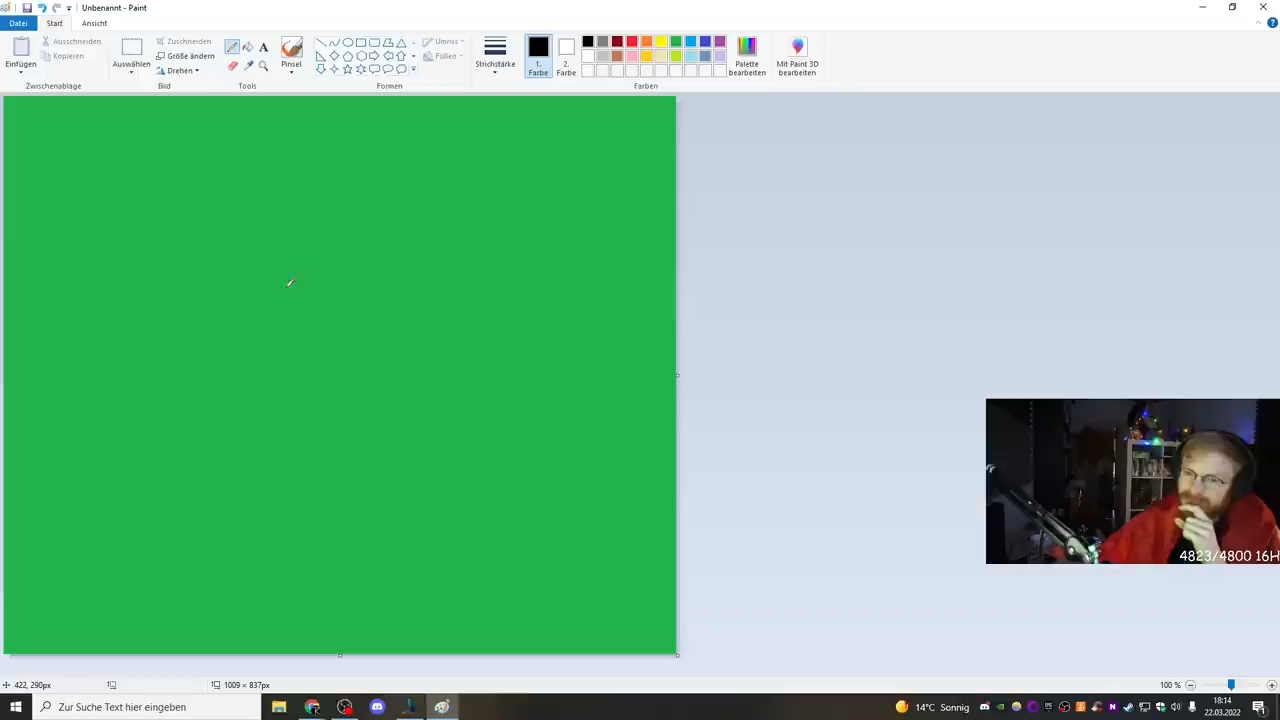 Unbenannt - Paint
Datei Start Ansicht
Einfügen
Ausschneiden
Kopieren
Auswählen
Zuschneiden
Größe ändern
Drehen
A
Pinsel
Umriss
Füllen
Strichstärke
1. Farbe
2. Farbe
Palette bearbeiten
Mit Paint 3D bearbeiten
Zwischenablage Bild Tools Formen Farben
4823/4800 16H
422, 290px 1009 × 837px 100 %
Zur Suche Text hier eingeben 14°C Sonnig 18:14
22.03.2022